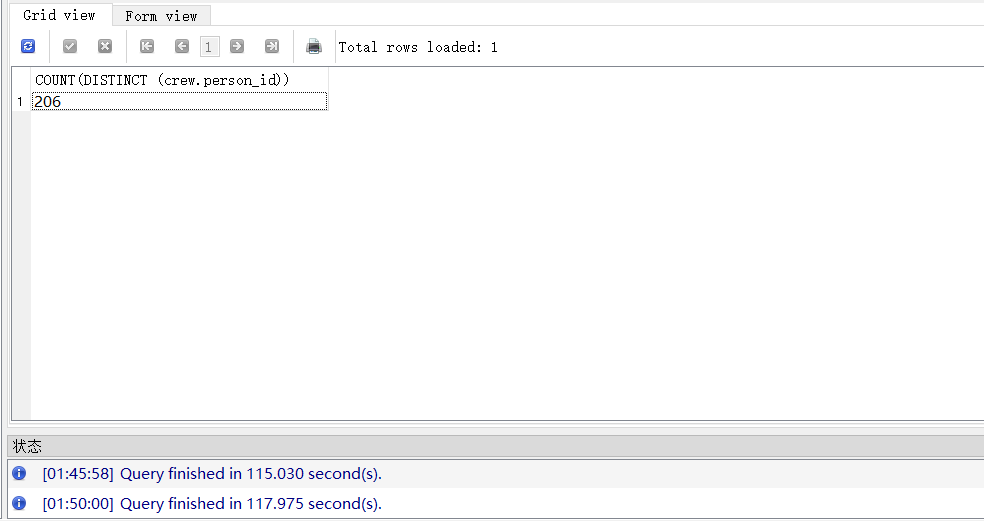 Grid view Form view
1 Total rows loaded: 1
COUNT(DISTINCT (crew.person_id))
1 206
状态
[01:45:58] Query finished in 115.030 second(s).
[01:50:00] Query finished in 117.975 second(s).